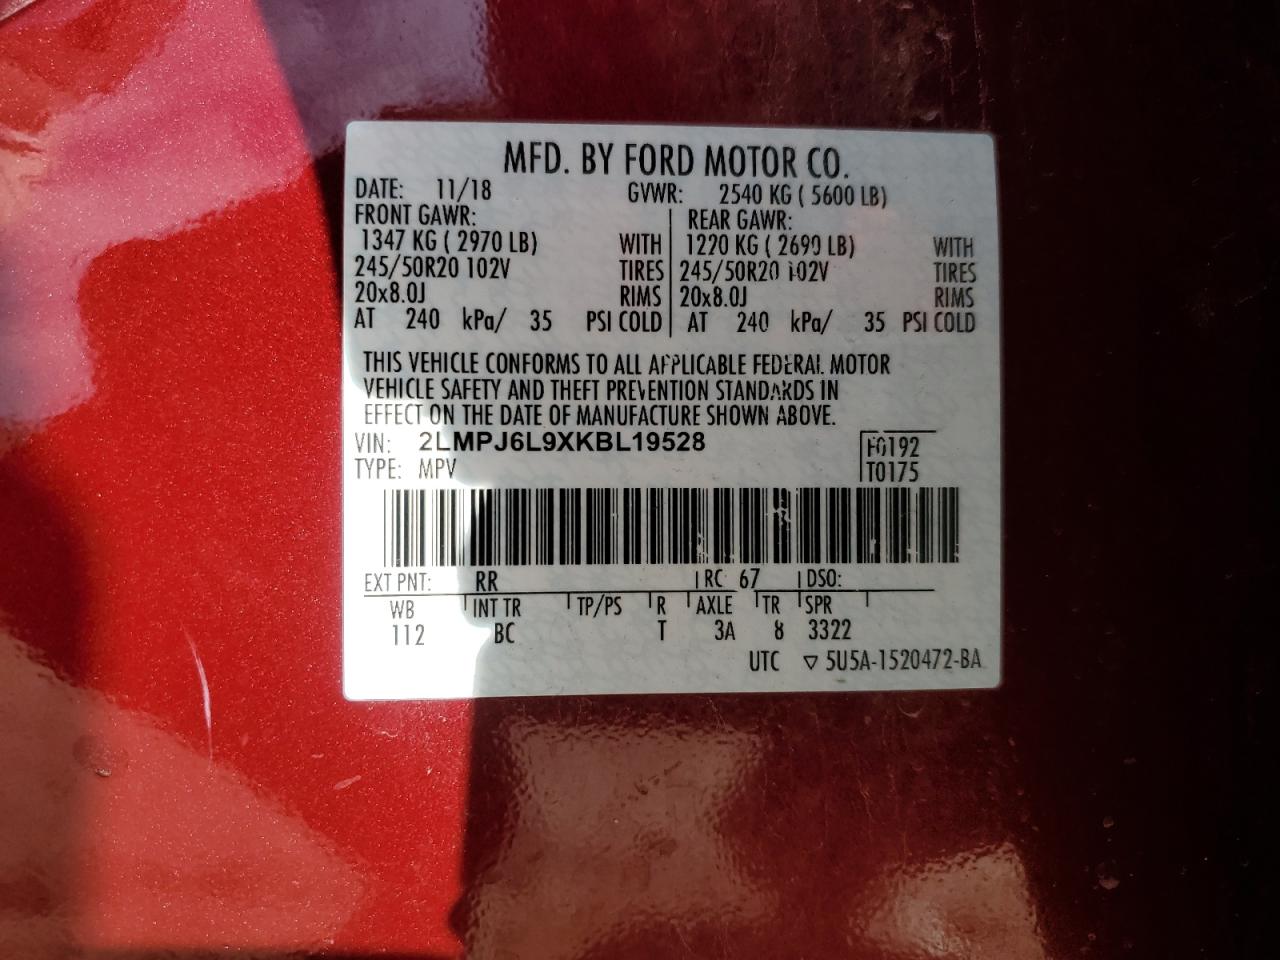 MFD. BY FORD MOTOR CO.
DATE: 11/18 GVWR: 2540 KG ( 5600 LB)
FRONT GAWR: REAR GAWR:
1347 KG ( 2970 LB) WITH 1220 KG ( 2690 LB) WITH
245/50R20 102V TIRES 245/50R20 102V TIRES
20x8.0J RIMS 20x8.0J RIMS
AT 240 kPa/ 35 PSI COLD AT 240 kPa/ 35 PSI COLD
THIS VEHICLE CONFORMS TO ALL APPLICABLE FEDERAL MOTOR
VEHICLE SAFETY AND THEFT PREVENTION STANDARDS IN
EFFECT ON THE DATE OF MANUFACTURE SHOWN ABOVE.
VIN: 2LMPJ6L9XKBL19528 F0192
TYPE: MPV T0175
EXT PNT: RR RC 67 DSO:
WB INT TR TP/PS R AXLE TR SPR
112 BC T 3A 8 3322
UTC ▽ 5U5A-1520472-BA